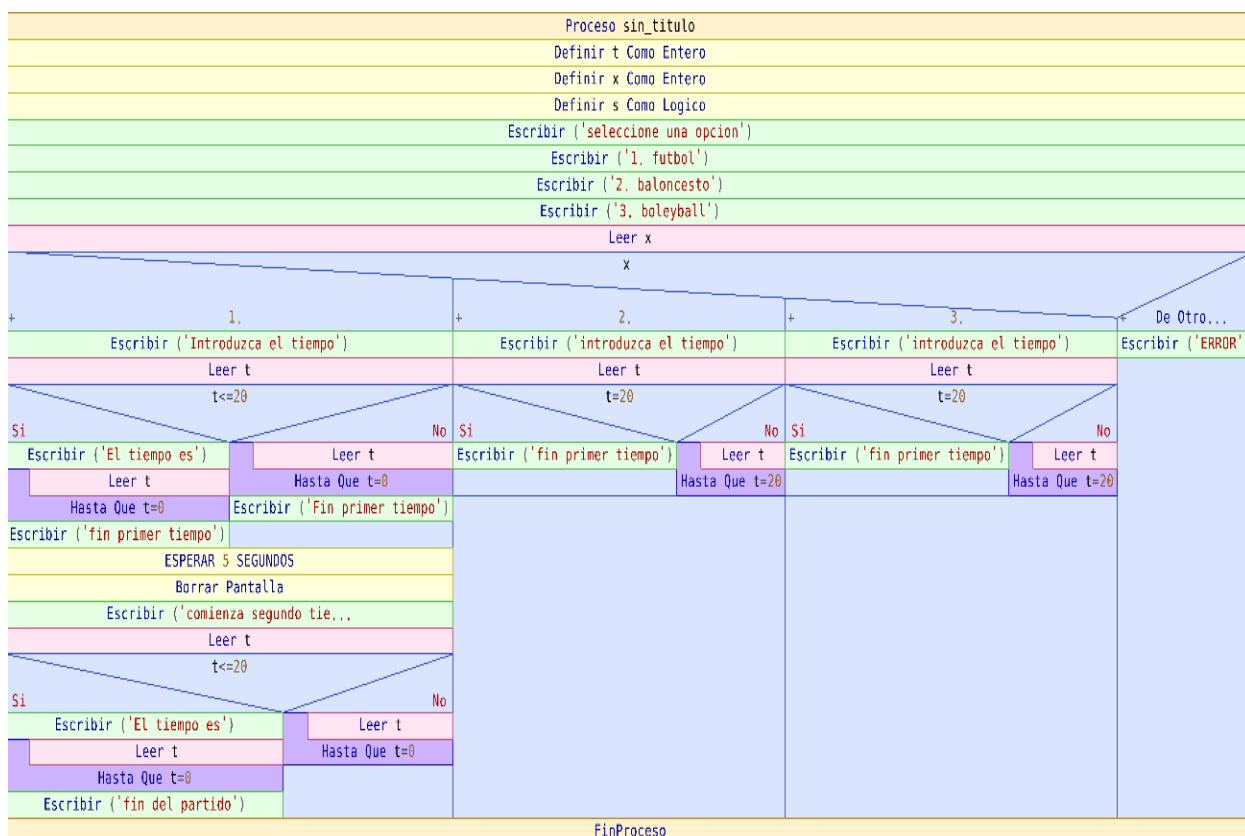 Proceso sin_titulo
Definir t Como Entero
Definir x Como Entero
Definir s Como Logico
Escribir ('seleccione una opcion')
Escribir ('1, futbol')
Escribir ('2, baloncesto')
Escribir ('3, boleyball')
Leer x
x
+ 1, + 2, + 3, + De Otro...
Escribir ('Introduzca el tiempo') Escribir ('introduzca el tiempo') Escribir ('introduzca el tiempo') Escribir ('ERROR'
Leer t Leer t Leer t
t<=20 t=20 t=20
Si No Si No Si No
Escribir ('El tiempo es') Leer t Escribir ('fin primer tiempo') Leer t Escribir ('fin primer tiempo') Leer t
Leer t Hasta Que t=0 Hasta Que t=20 Hasta Que t=20
Hasta Que t=0 Escribir ('Fin primer tiempo')
Escribir ('fin primer tiempo')
ESPERAR 5 SEGUNDOS
Borrar Pantalla
Escribir ('comienza segundo tie...
Leer t
t<=20
Si No
Escribir ('El tiempo es') Leer t
Leer t Hasta Que t=0
Hasta Que t=0
Escribir ('fin del partido')
FinProceso